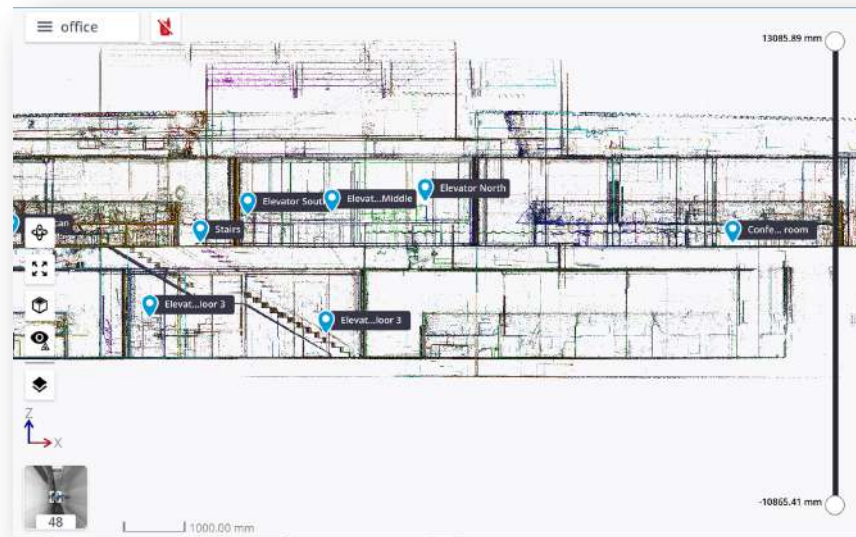 office
13085.89 mm
Elevator North
Elevator Sout
Elevat...Middle
can
Stairs
Confe... room
Elevat...loor 3
Elevat...loor 3
Z
X
-10865.41 mm
48
1000.00 mm